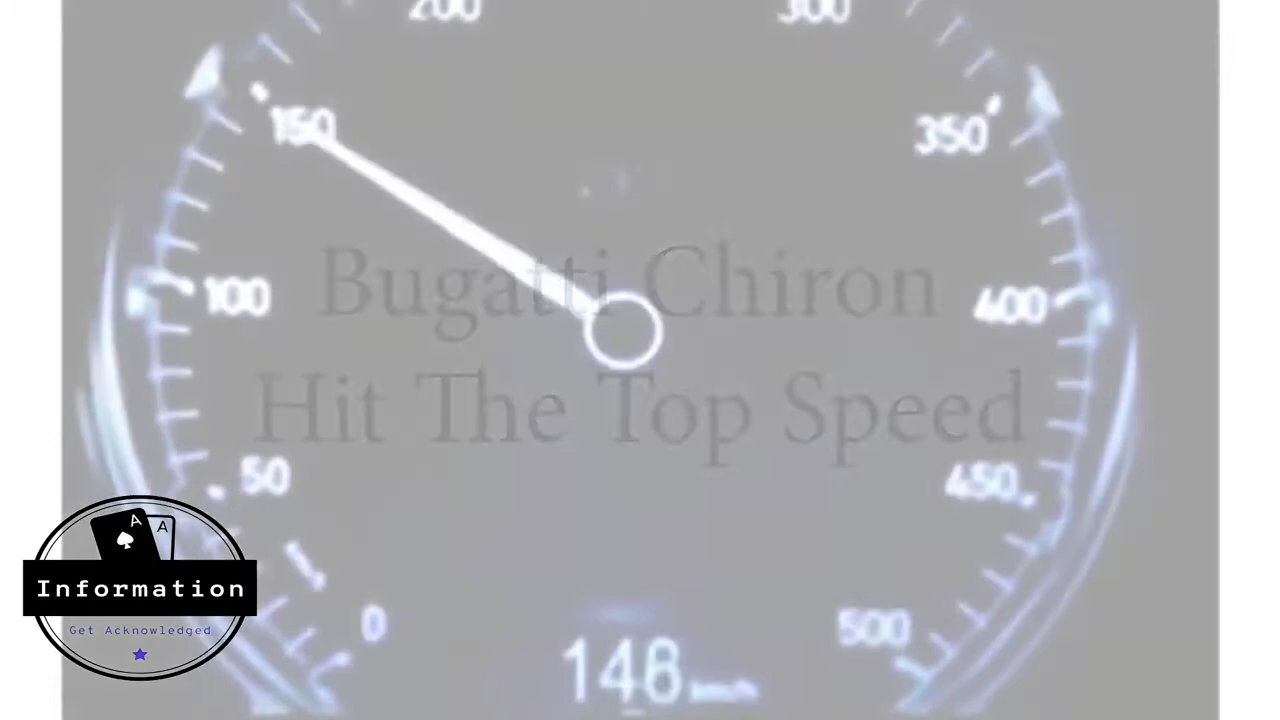 200
300
150
350
Bugatti Chiron
100
400
Hit The Top Speed
50
450
A A
Information
0
500
Get Acknowledged
148 km/h